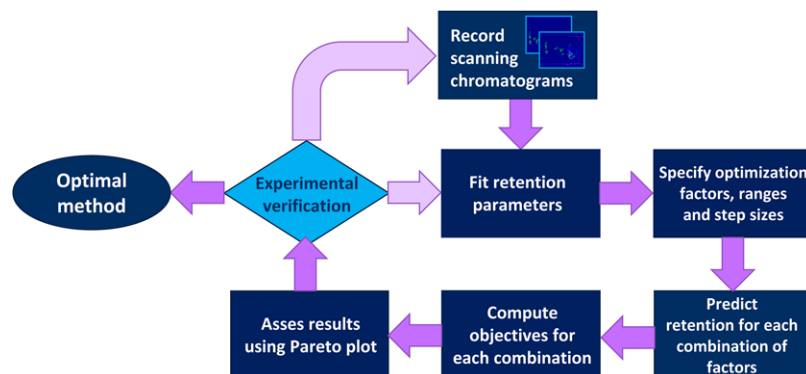 Record
scanning
chromatograms
Optimal
method
Experimental
verification
Fit retention
parameters
Specify optimization
factors, ranges
and step sizes
Asses results
using Pareto plot
Compute
objectives for
each combination
Predict
retention for each
combination of
factors